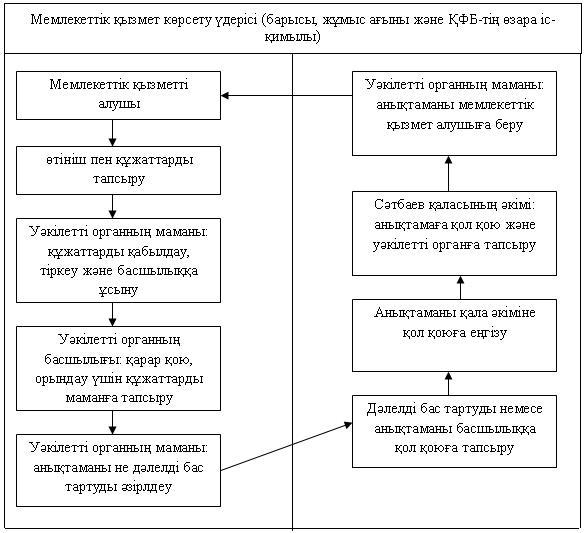 Мемлекеттік қызмет көрсету үдерісі (барысы, жұмыс ағыны және ҚФБ-тің өзара іс-
қимылы)
Мемлекеттік қызметті
алушы
өтініш пен құжаттарды
тапсыру
Уәкілетті органның маманы:
құжаттарды қабылдау,
тіркеу және басшылыққа
ұсыну
Уәкілетті органның
басшылығы: қарар қою,
орындау үшін құжаттарды
маманға тапсыру
Уәкілетті органның маманы:
анықтаманы не дәлелді бас
тартуды әзірлдеу
Уәкілетті органның маманы:
анықтаманы мемлекеттік
қызмет алушыға беру
Сәтбаев қаласының әкімі:
анықтамаға қол қою және
уәкілетті органға тапсыру
Анықтаманы қала әкіміне
қол қоюға еңгізу
Дәлелді бас тартуды немесе
анықтаманы басшылыққа
қол қоюға тапсыру